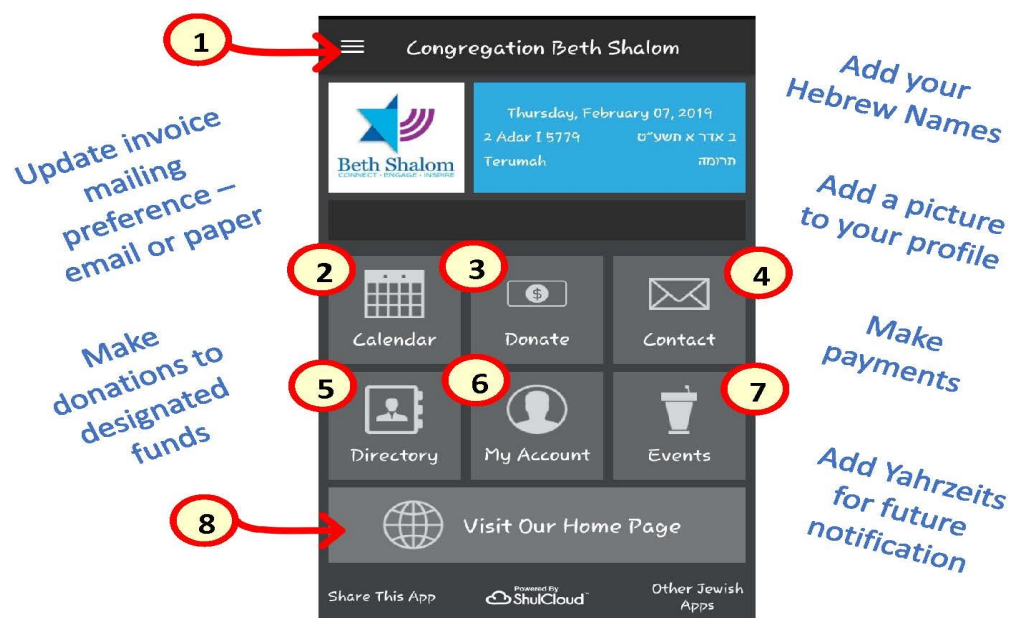 1
Congregation Beth Shalom
Beth Shalom
CONNECT · ENGAGE · INSPIRE
Thursday, February 07, 2019
2 Adar I 5779
ב אדר א תשע"ט
Terumah
תרומה
Update invoice
mailing
preference –
email or paper
Make
donations to
designated
funds
2
Calendar
3
Donate
4
Contact
5
Directory
6
My Account
7
Events
8
Visit Our Home Page
Share This App
Powered By
ShulCloud
Other Jewish
Apps
Add your
Hebrew Names
Add a picture
to your profile
Make
payments
Add Yahrzeits
for future
notification